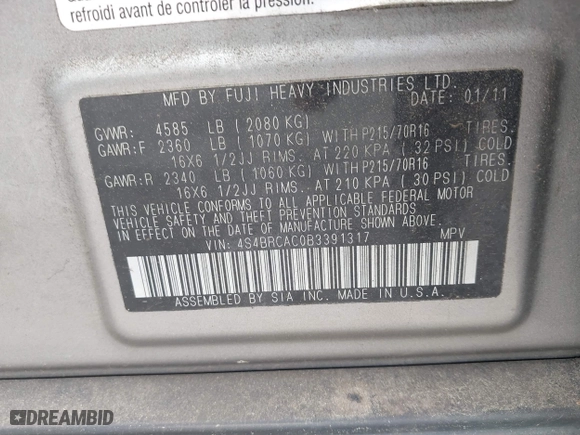 refroidi avant de contrôler la pression.
MFD BY FUJI HEAVY INDUSTRIES LTD.
DATE: 01/11
GVWR: 4585 LB (2080 KG)
GAWR:F 2360 LB (1070 KG) WITH P215/70R16 TIRES.
16X6 1/2JJ RIMS. AT 220 KPA (32 PSI) COLD
GAWR:R 2340 LB (1060 KG) WITH P215/70R16 TIRES.
16X6 1/2JJ RIMS. AT 210 KPA (30 PSI) COLD
THIS VEHICLE CONFORMS TO ALL APPLICABLE FEDERAL MOTOR
VEHICLE SAFETY AND THEFT PREVENTION STANDARDS IN EFFECT
ON THE DATE OF MANUFACTURE SHOWN ABOVE.
VIN: 4S4BRCAC0B3391317 MPV
ASSEMBLED BY SIA INC. MADE IN U.S.A.
DREAMBID